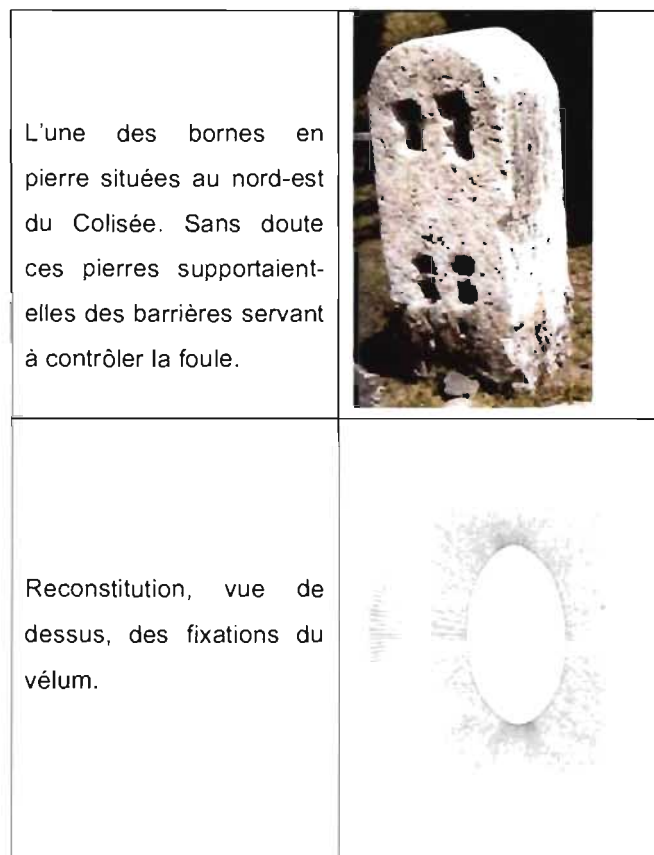 L'une des bornes en
pierre situées au nord-est
du Colisée. Sans doute
ces pierres supportaient-
elles des barrières servant
à contrôler la foule.
Reconstitution, vue de
dessus, des fixations du
vélum.